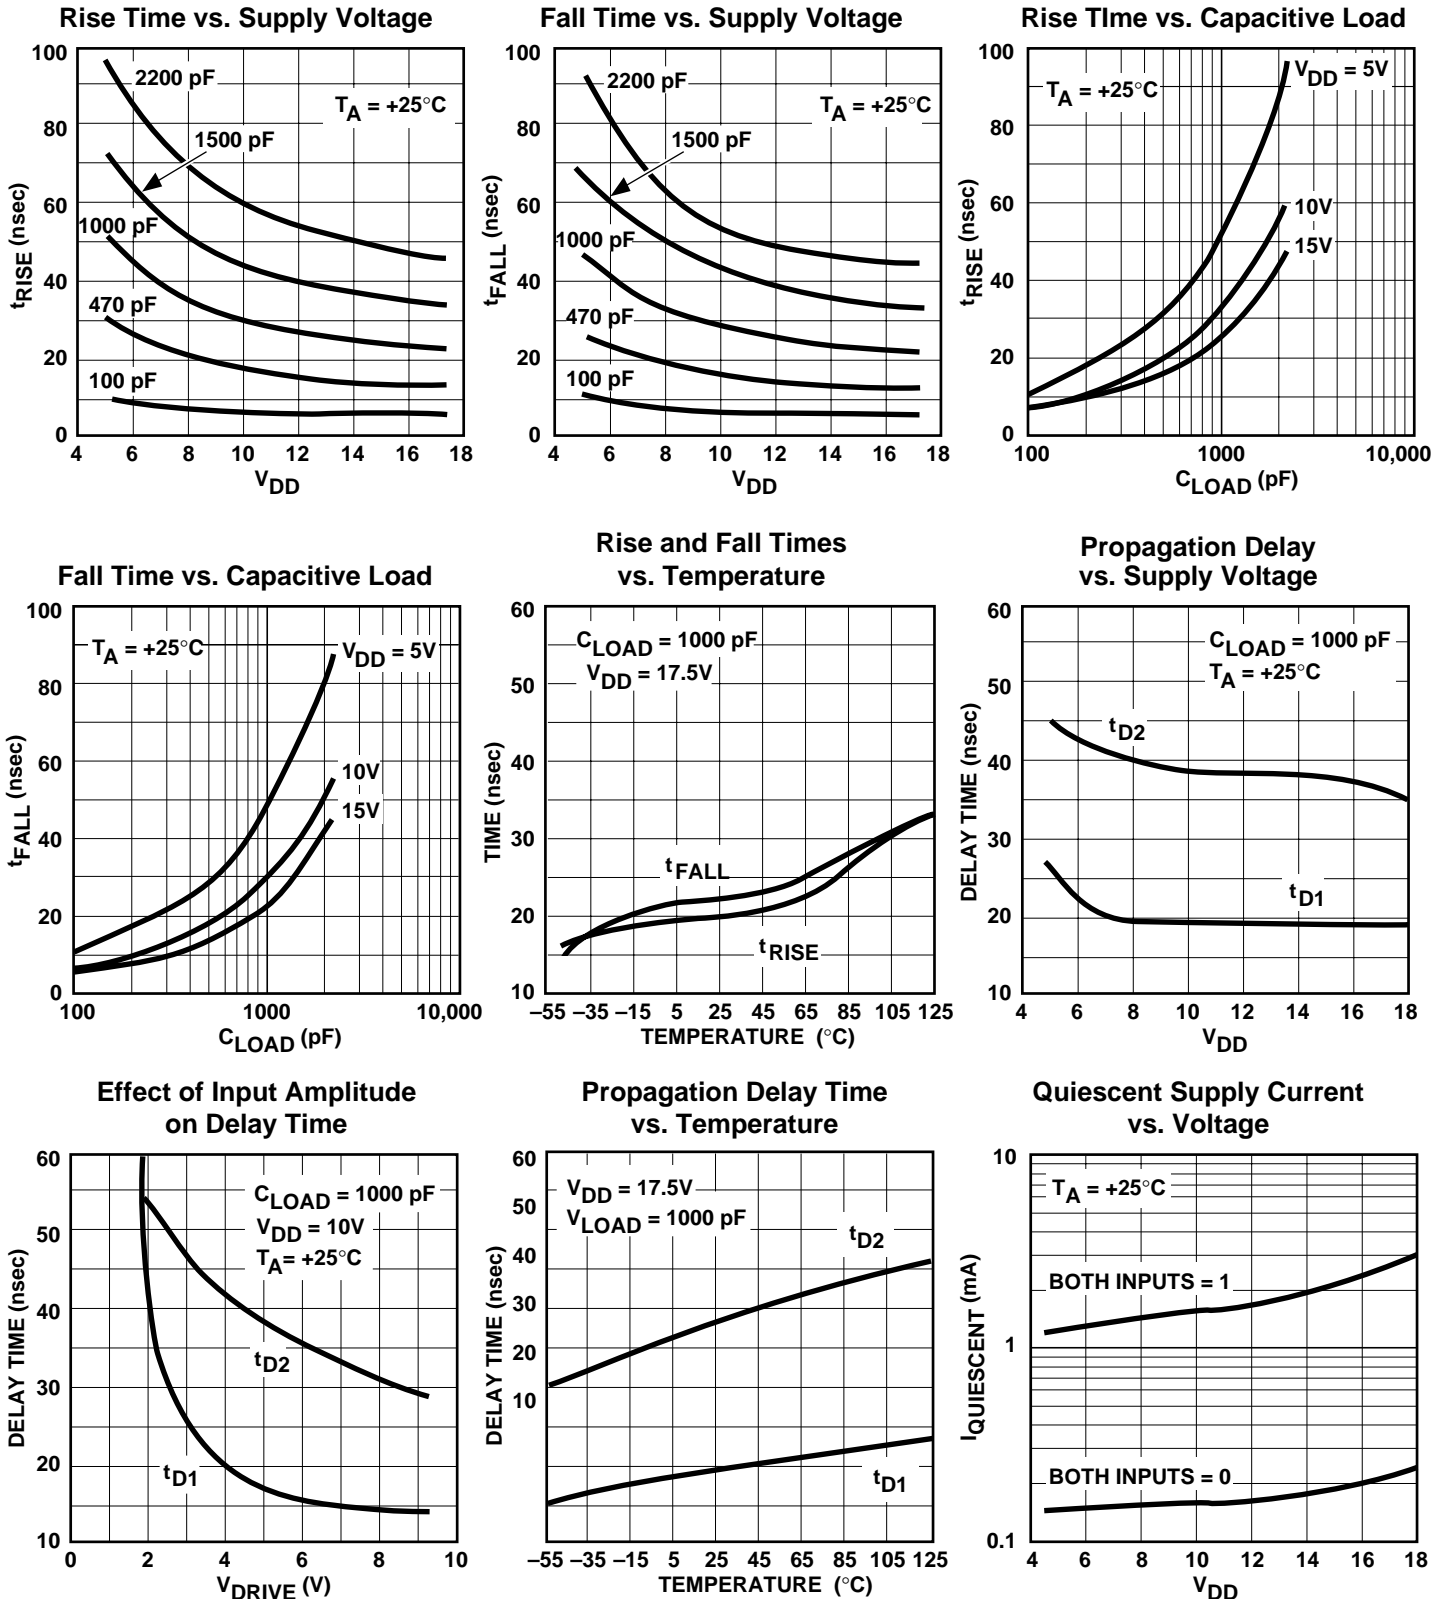 Rise Time vs. Supply Voltage
100
80
60
40
20
0
tRISE (nsec)
2200 pF
TA = +25°C
1500 pF
1000 pF
470 pF
100 pF
4 6 8 10 12 14 16 18
VDD
Fall Time vs. Supply Voltage
100
80
60
40
20
0
tFALL (nsec)
2200 pF
TA = +25°C
1500 pF
1000 pF
470 pF
100 pF
4 6 8 10 12 14 16 18
VDD
Rise TIme vs. Capacitive Load
100
80
60
40
20
0
tRISE (nsec)
TA = +25°C
VDD = 5V
10V
15V
100 1000 10,000
CLOAD (pF)
Fall Time vs. Capacitive Load
100
80
60
40
20
0
tFALL (nsec)
TA = +25°C
VDD = 5V
10V
15V
100 1000 10,000
CLOAD (pF)
Rise and Fall Times
vs. Temperature
60
50
40
30
20
10
TIME (nsec)
CLOAD = 1000 pF
VDD = 17.5V
tFALL
tRISE
–55 –35 –15 5 25 45 65 85 105 125
TEMPERATURE (°C)
Propagation Delay
vs. Supply Voltage
60
50
40
30
20
10
DELAY TIME (nsec)
CLOAD = 1000 pF
TA = +25°C
tD2
tD1
4 6 8 10 12 14 16 18
VDD
Effect of Input Amplitude
on Delay Time
60
50
40
30
20
10
DELAY TIME (nsec)
CLOAD = 1000 pF
VDD = 10V
TA= +25°C
tD2
tD1
0 2 4 6 8 10
VDRIVE (V)
Propagation Delay Time
vs. Temperature
60
50
40
30
20
10
DELAY TIME (nsec)
VDD = 17.5V
VLOAD = 1000 pF
tD2
tD1
–55 –35 –15 5 25 45 65 85 105 125
TEMPERATURE (°C)
Quiescent Supply Current
vs. Voltage
10
1
0.1
IQUIESCENT (mA)
TA = +25°C
BOTH INPUTS = 1
BOTH INPUTS = 0
4 6 8 10 12 14 16 18
VDD